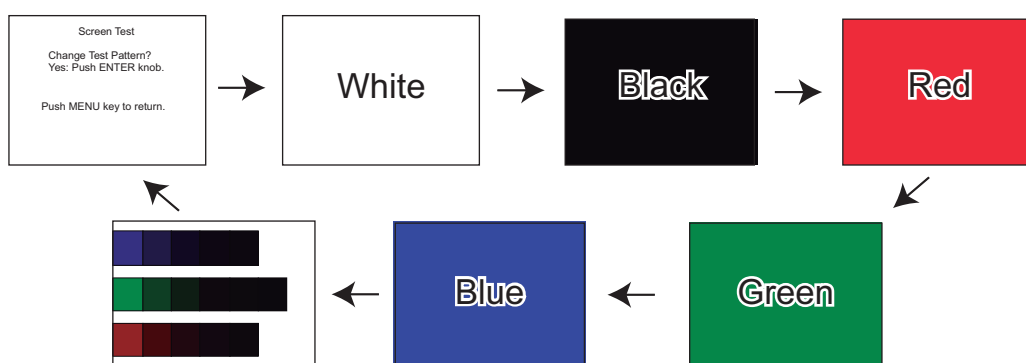 Screen Test
Change Test Pattern?
Yes: Push ENTER knob.
Push MENU key to return.
White
Black
Red
Green
Blue